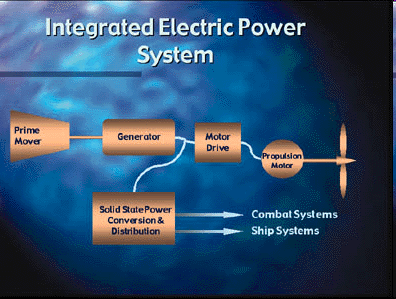 Integrated Electric Power
System
Prime
Mover
Generator
Motor
Drive
Propulsion
Motor
Solid State Power
Conversion &
Distribution
Combat Systems
Ship Systems